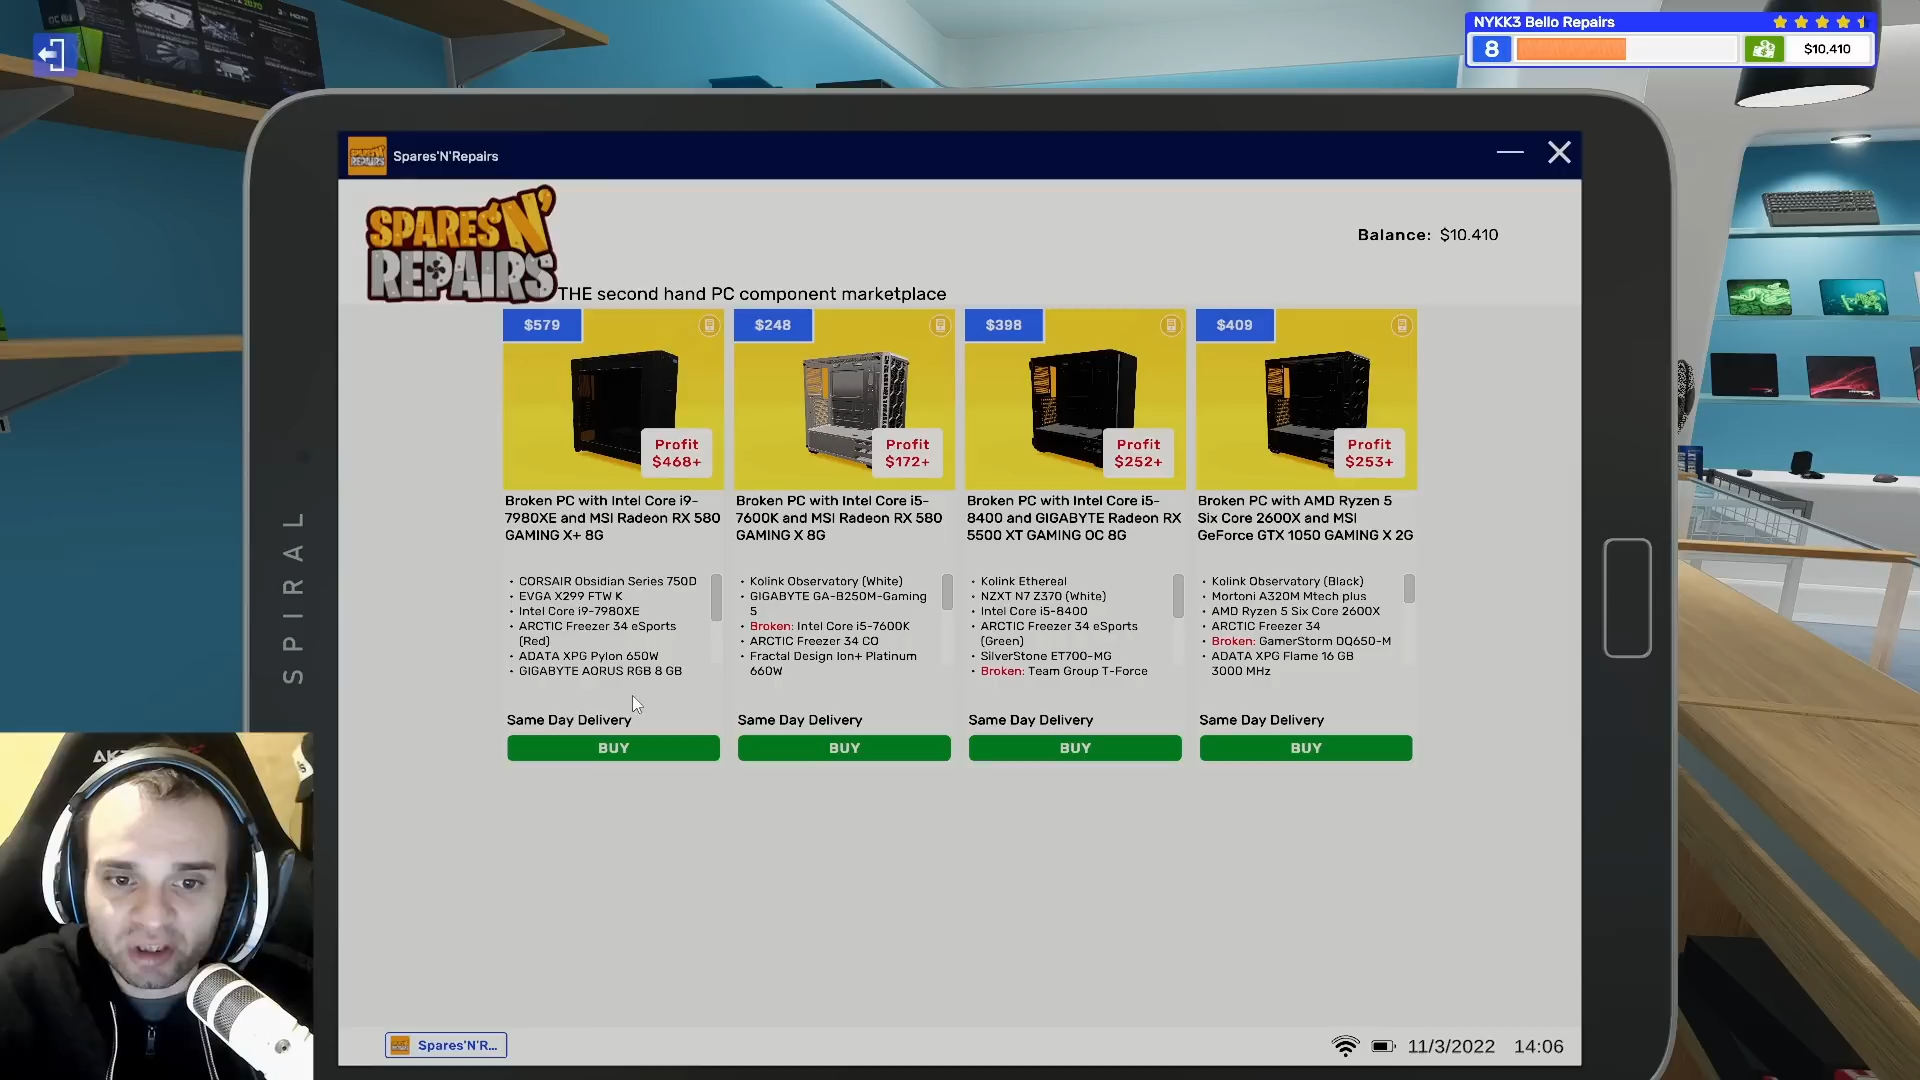 NYKK3 Bello Repairs
8
$10,410
Spares'N'Repairs
SPARES N'
REPAIRS
THE second hand PC component marketplace
Balance: $10.410
$579
Profit
$468+
Broken PC with Intel Core i9-
7980XE and MSI Radeon RX 580
GAMING X+ 8G
• CORSAIR Obsidian Series 750D
• EVGA X299 FTW K
• Intel Core i9-7980XE
• ARCTIC Freezer 34 eSports
(Red)
• ADATA XPG Pylon 650W
• GIGABYTE AORUS RGB 8 GB
Same Day Delivery
BUY
$248
Profit
$172+
Broken PC with Intel Core i5-
7600K and MSI Radeon RX 580
GAMING X 8G
• Kolink Observatory (White)
• GIGABYTE GA-B250M-Gaming
5
• Broken: Intel Core i5-7600K
• ARCTIC Freezer 34 CO
• Fractal Design Ion+ Platinum
660W
Same Day Delivery
BUY
$398
Profit
$252+
Broken PC with Intel Core i5-
8400 and GIGABYTE Radeon RX
5500 XT GAMING OC 8G
• Kolink Ethereal
• NZXT N7 Z370 (White)
• Intel Core i5-8400
• ARCTIC Freezer 34 eSports
(Green)
• SilverStone ET700-MG
• Broken: Team Group T-Force
Same Day Delivery
BUY
$409
Profit
$253+
Broken PC with AMD Ryzen 5
Six Core 2600X and MSI
GeForce GTX 1050 GAMING X 2G
• Kolink Observatory (Black)
• Mortoni A320M Mtech plus
• AMD Ryzen 5 Six Core 2600X
• ARCTIC Freezer 34
• Broken: GamerStorm DQ650-M
• ADATA XPG Flame 16 GB
3000 MHz
Same Day Delivery
BUY
SPIRAL
Spares'N'R...
11/3/2022 14:06